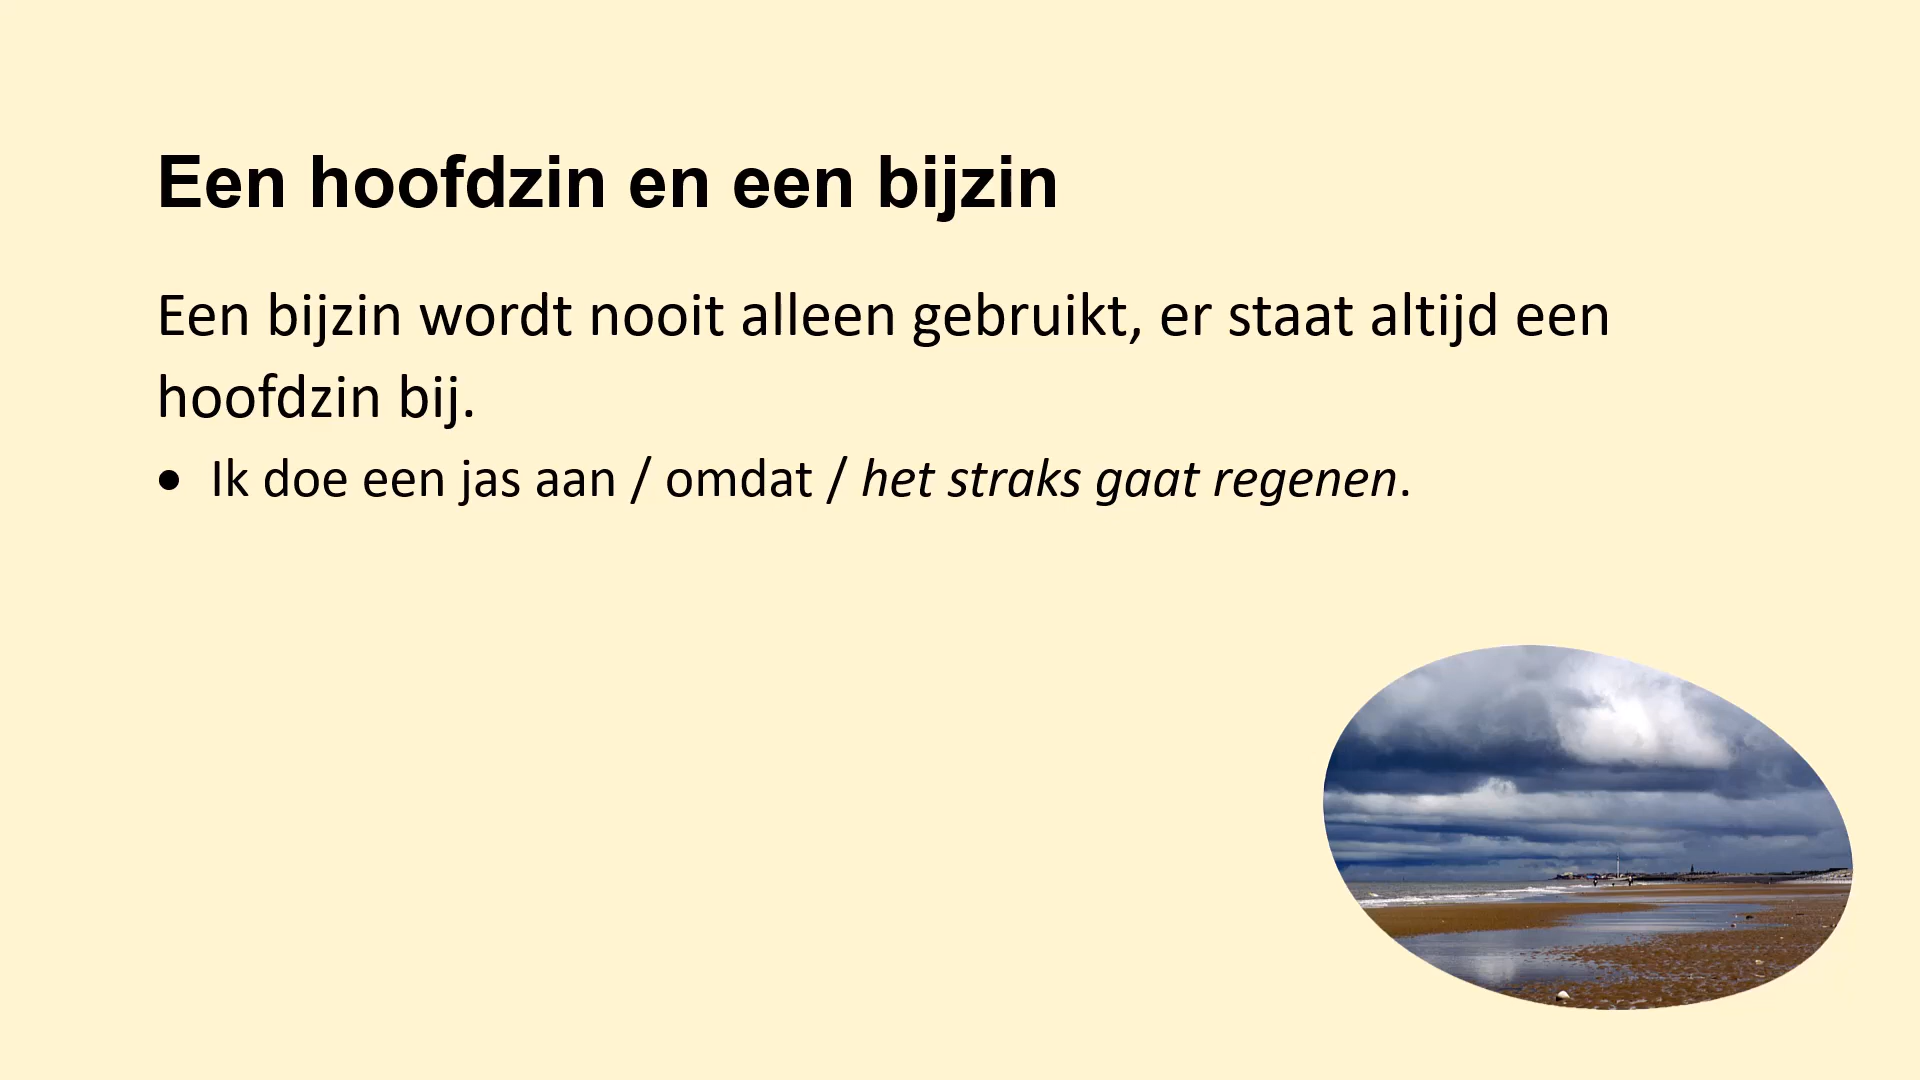 Een hoofdzin en een bijzin
Een bijzin wordt nooit alleen gebruikt, er staat altijd een
hoofdzin bij.
• Ik doe een jas aan / omdat / het straks gaat regenen.